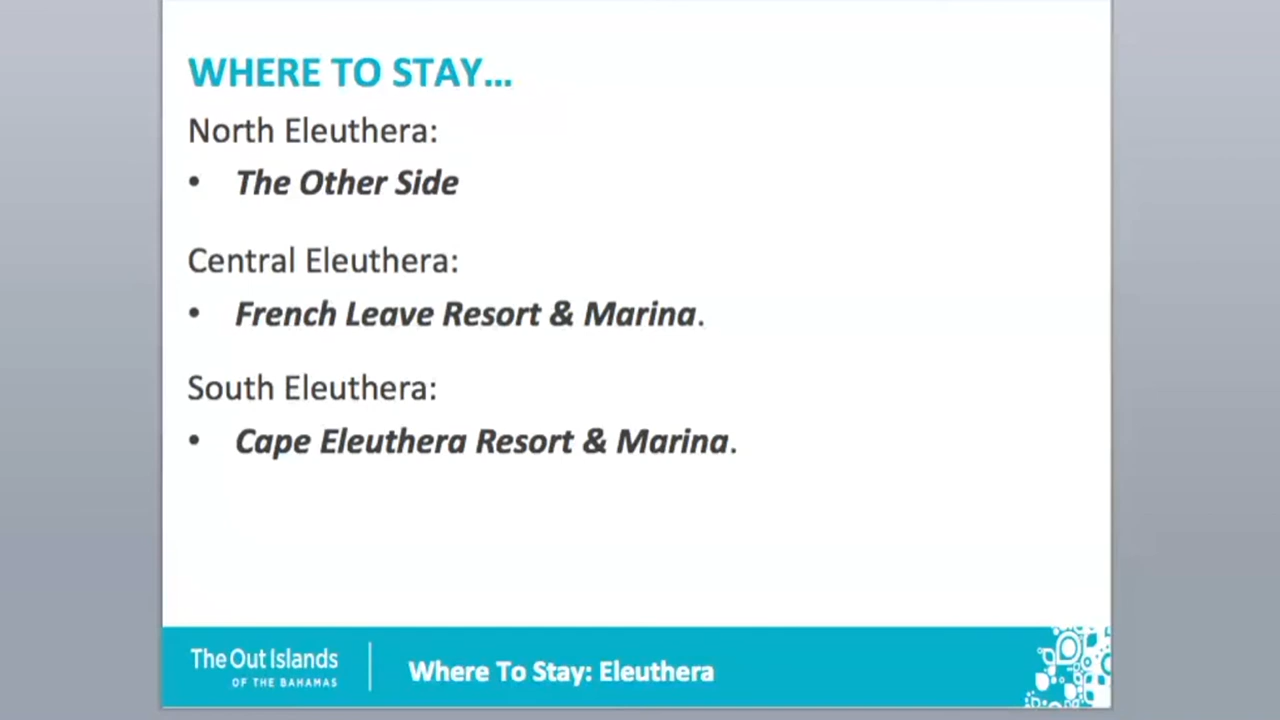 WHERE TO STAY...
North Eleuthera:
• The Other Side
Central Eleuthera:
• French Leave Resort & Marina.
South Eleuthera:
• Cape Eleuthera Resort & Marina.
The Out Islands
OF THE BAHAMAS
Where To Stay: Eleuthera